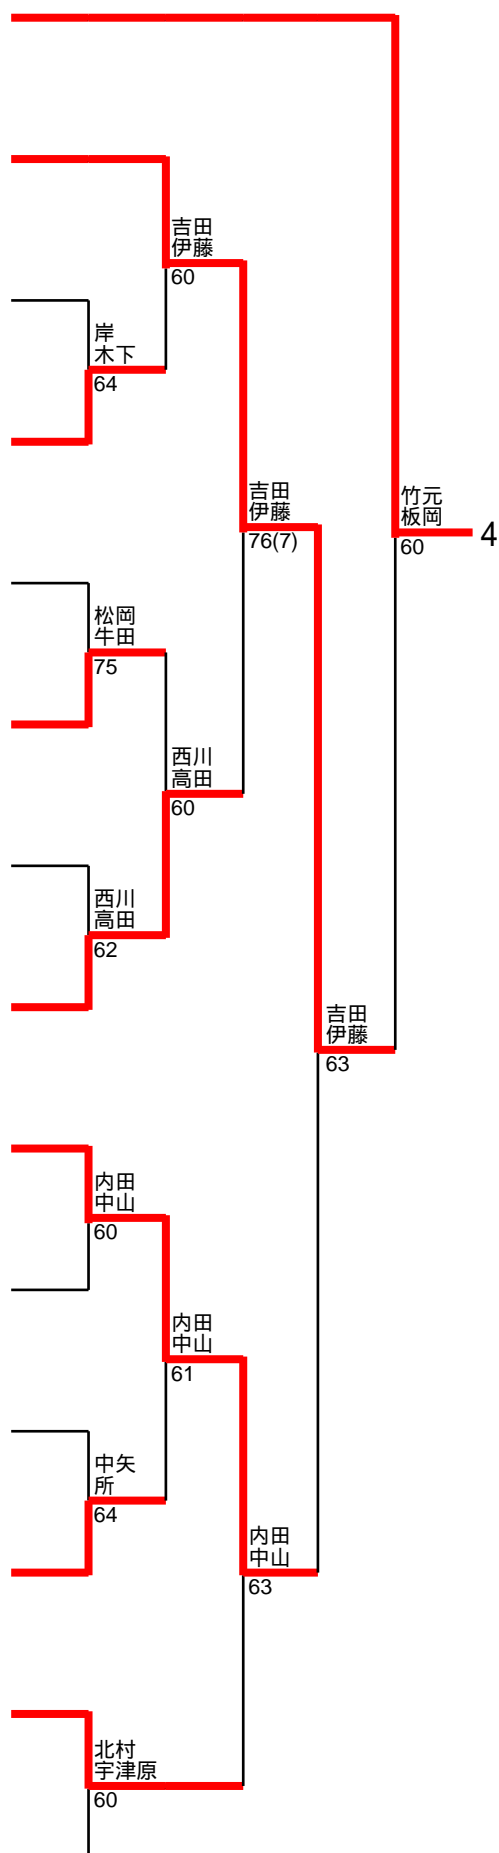 吉田
伊藤
60
岸
木下
64
吉田
伊藤
76(7)
竹元
板岡
60
4
松岡
牛田
75
西川
高田
60
西川
高田
62
吉田
伊藤
63
内田
中山
60
内田
中山
61
中矢
所
64
内田
中山
63
北村
宇津原
60